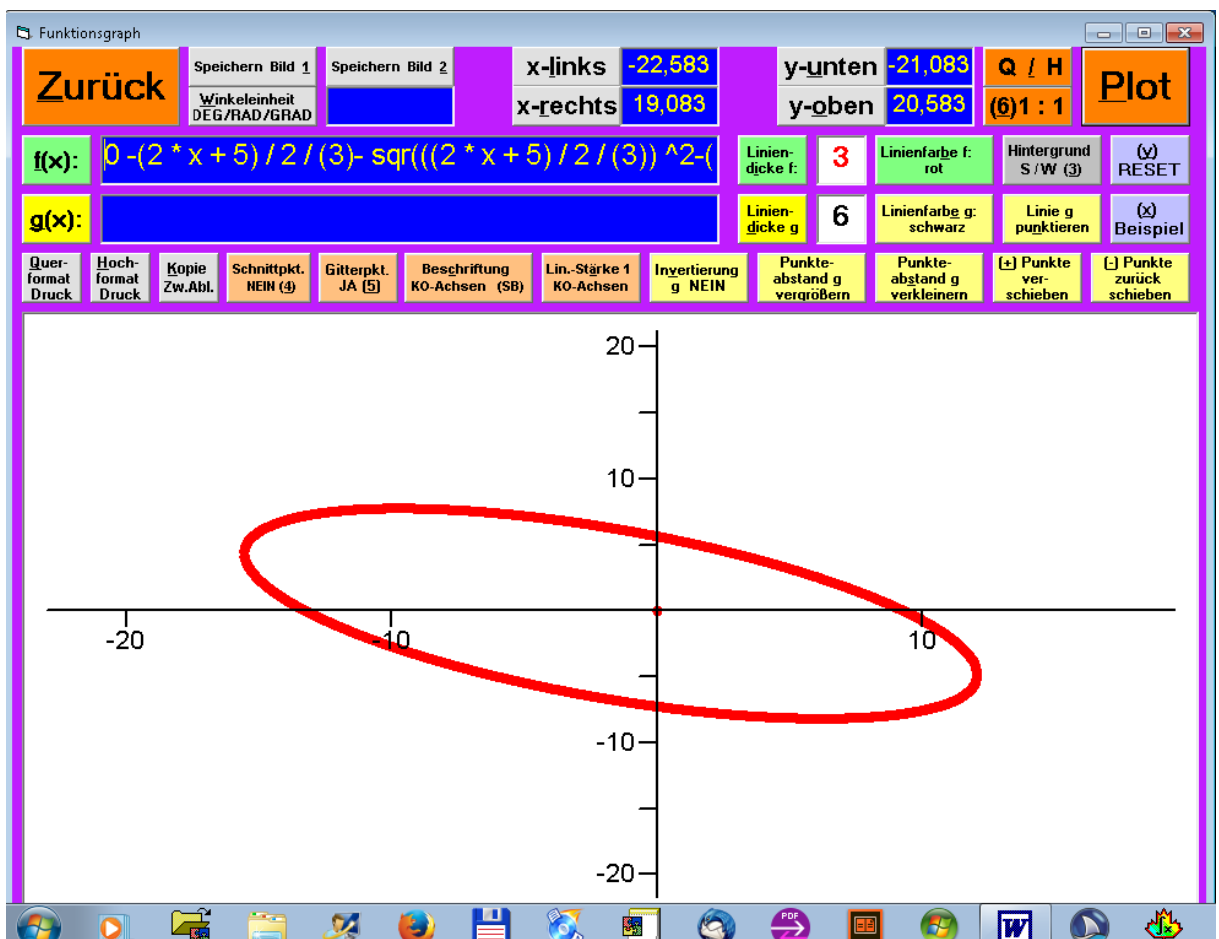 Funktionsgraph
Zurück
Speichern Bild 1
Speichern Bild 2
Winkeleinheit
DEG/RAD/GRAD
x-links -22,583
x-rechts 19,083
y-unten -21,083
y-oben 20,583
Q / H
(6)1 : 1
Plot
f(x):
0 -(2 * x + 5) / 2 / (3)- sqr(((2 * x + 5) / 2 / (3)) ^2-(
Linien-
dicke f:
3
Linienfarbe f:
rot
Hintergrund
S / W (3)
(y)
RESET
g(x):
Linien-
dicke g
6
Linienfarbe g:
schwarz
Linie g
punktieren
(x)
Beispiel
Quer-
format
Druck
Hoch-
format
Druck
Kopie
Zw.Abl.
Schnittpkt.
NEIN (4)
Gitterpkt.
JA (5)
Beschriftung
KO-Achsen (SB)
Lin.-Stärke 1
KO-Achsen
Invertierung
g NEIN
Punkte-
abstand g
vergrößern
Punkte-
abstand g
verkleinern
(+) Punkte
ver-
schieben
(-) Punkte
zurück
schieben
20
10
-20
-10
10
-10
-20
PDF
W